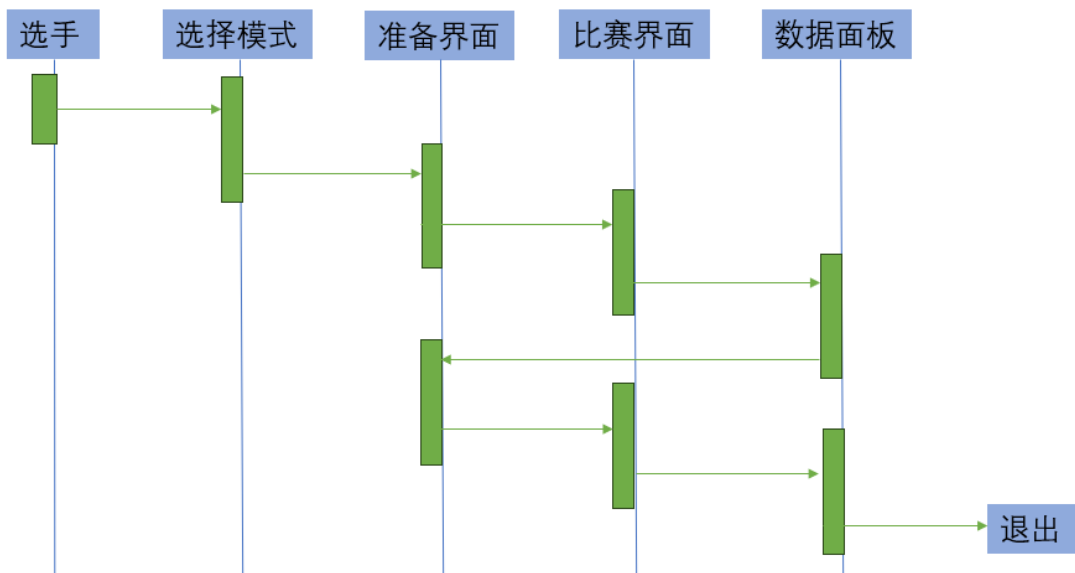 选手
选择模式
准备界面
比赛界面
数据面板
退出